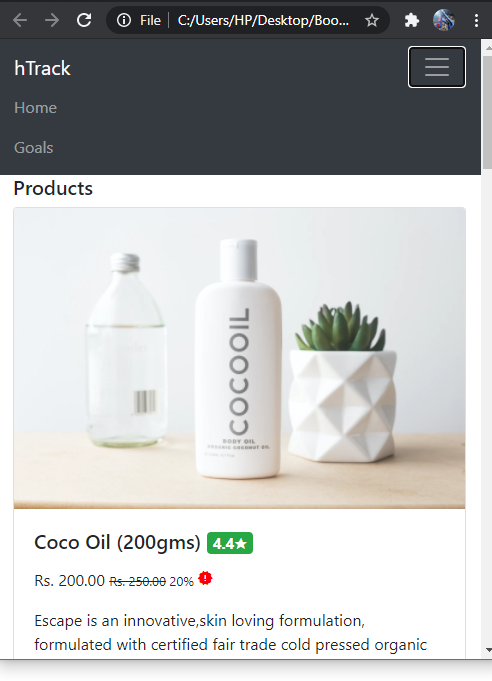 File
C:/Users/HP/Desktop/Boo...
hTrack
Home
Goals
Products
COCOOIL
BODY OIL
ORGANIC COCONUT OIL
Coco Oil (200gms) 4.4★
Rs. 200.00 Rs. 250.00 20%
Escape is an innovative,skin loving formulation,
formulated with certified fair trade cold pressed organic